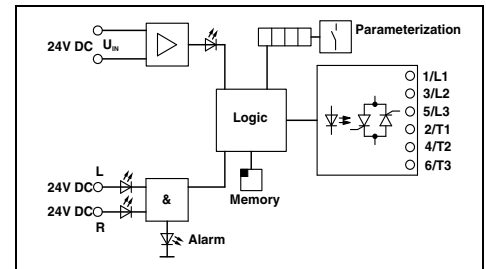 Parameterization
24V DC
U_IN
1/L1
3/L2
5/L3
2/T1
4/T2
6/T3
Logic
L
24V DC
24V DC
R
&
Memory
Alarm